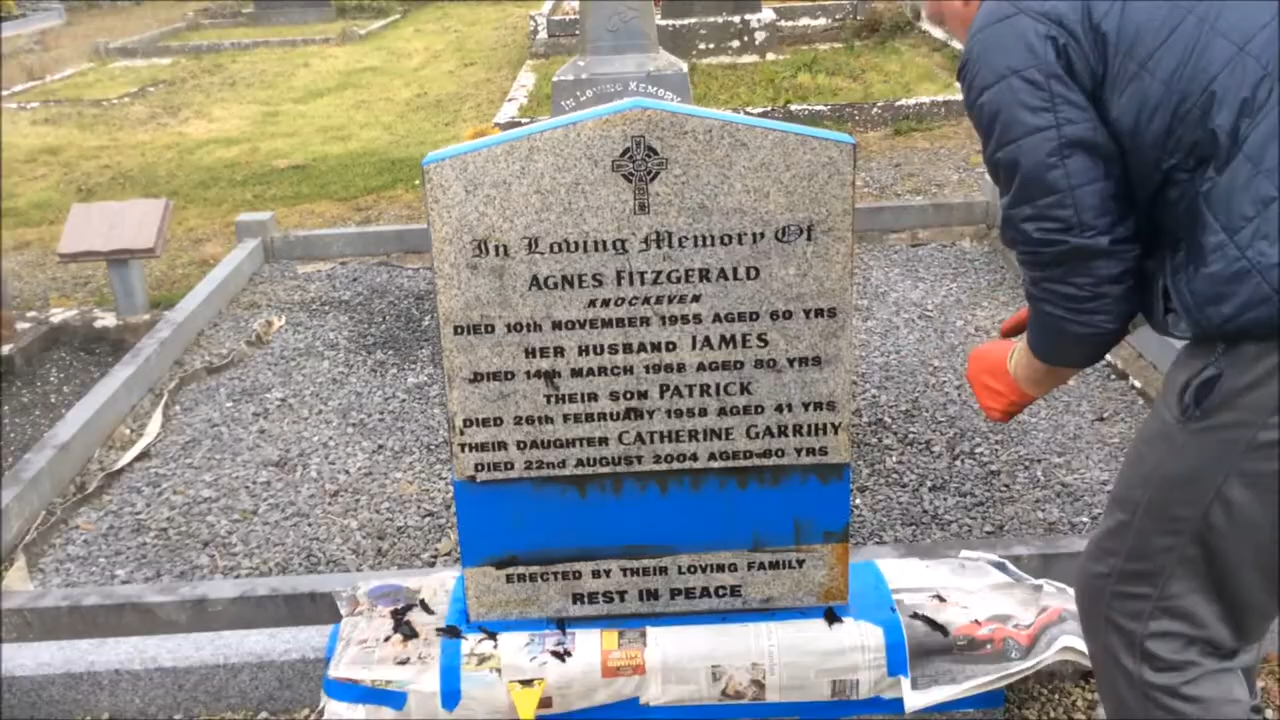 In Loving Memory
In Loving Memory Of
AGNES FITZGERALD
KNOCKEVEN
DIED 10th NOVEMBER 1955 AGED 60 YRS
HER HUSBAND JAMES
DIED 14th MARCH 1968 AGED 80 YRS
THEIR SON PATRICK
DIED 26th FEBRUARY 1958 AGED 41 YRS
THEIR DAUGHTER CATHERINE GARRIHY
DIED 22nd AUGUST 2004 AGED 80 YRS
ERECTED BY THEIR LOVING FAMILY
REST IN PEACE